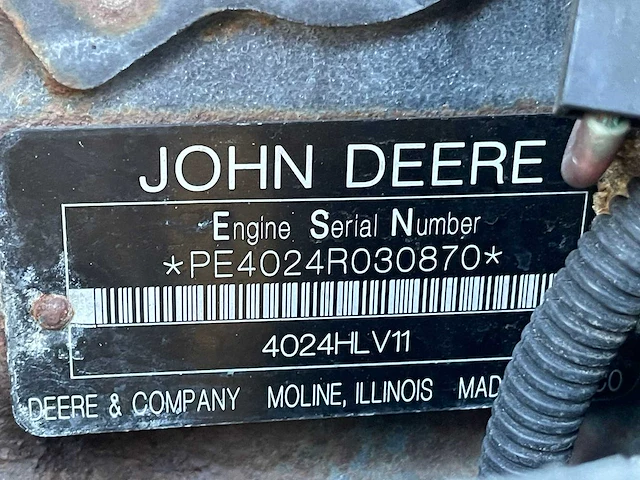 JOHN DEERE
Engine Serial Number
*PE4024R030870*
4024HLV11
DEERE & COMPANY MOLINE, ILLINOIS